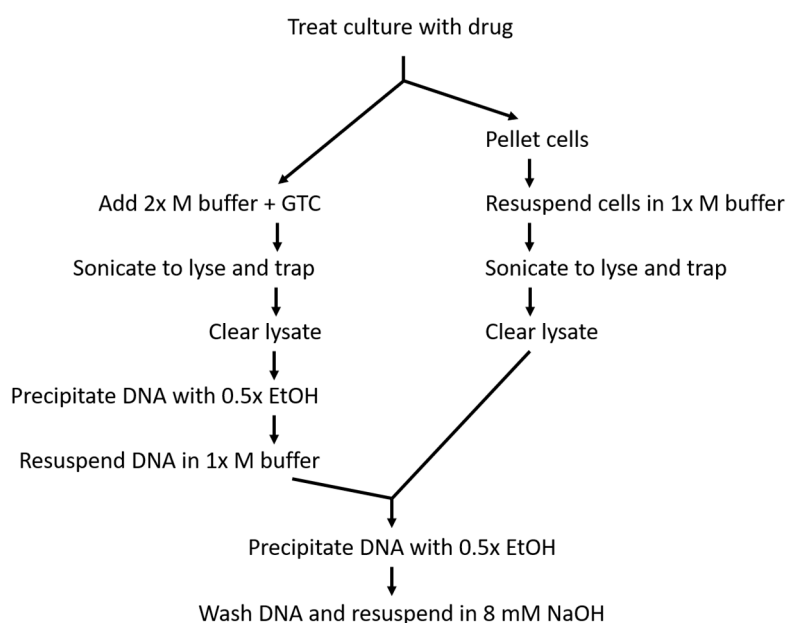 Treat culture with drug
Pellet cells
Add 2x M buffer + GTC
Resuspend cells in 1x M buffer
Sonicate to lyse and trap
Sonicate to lyse and trap
Clear lysate
Clear lysate
Precipitate DNA with 0.5x EtOH
Resuspend DNA in 1x M buffer
Precipitate DNA with 0.5x EtOH
Wash DNA and resuspend in 8 mM NaOH